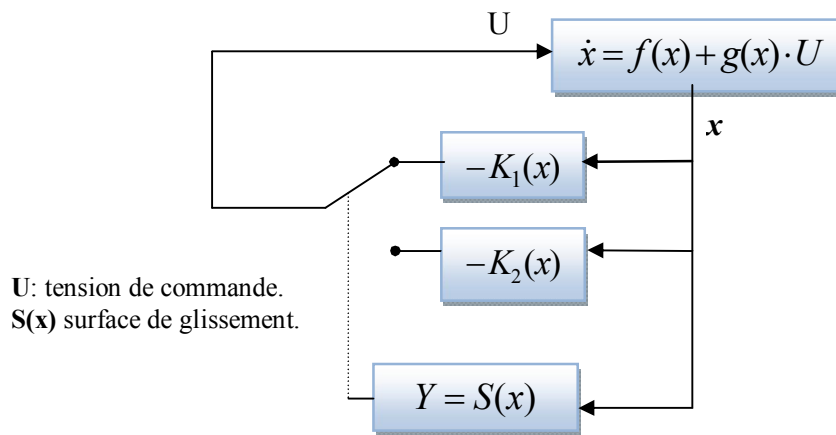 U
ẋ = f(x) + g(x)·U
x
−K₁(x)
−K₂(x)
U: tension de commande.
S(x) surface de glissement.
Y = S(x)